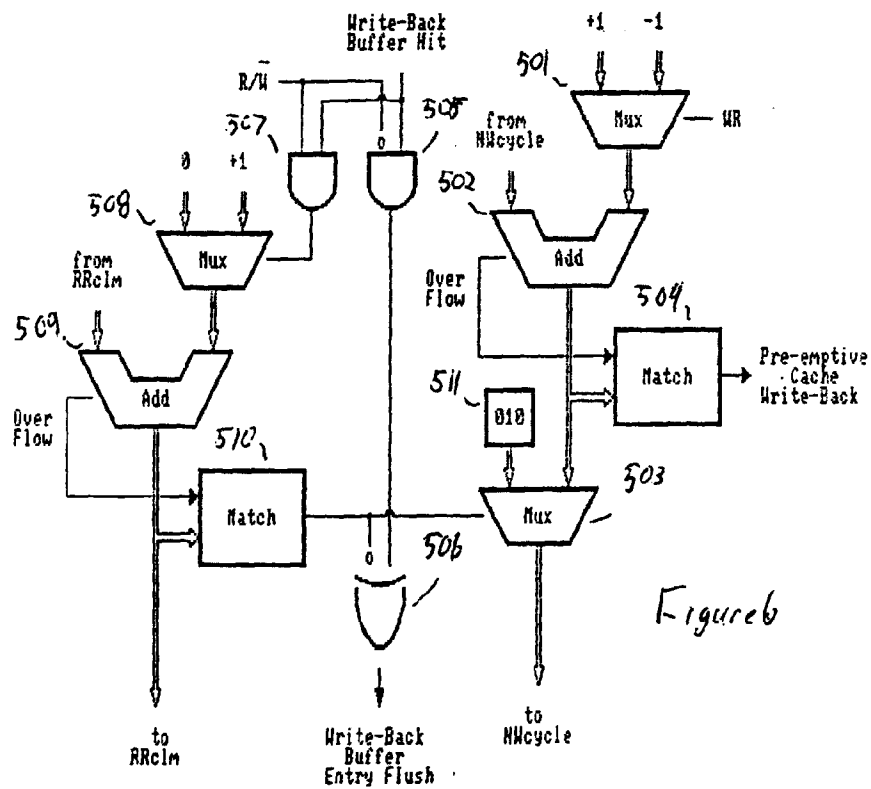 Write-Back
Buffer Hit
+1 -1
501
R/W̅
507
505
Mux
WR
from
NWcycle
0 +1
502
508
Mux
Add
from
RRclm
Over
Flow
504
509
Match
Pre-emptive
Cache
Write-Back
511
Add
010
Over
Flow
510
503
Match
Mux
0
506
Figure 6
to
RRclm
Write-Back
Buffer
Entry Flush
to
NWcycle